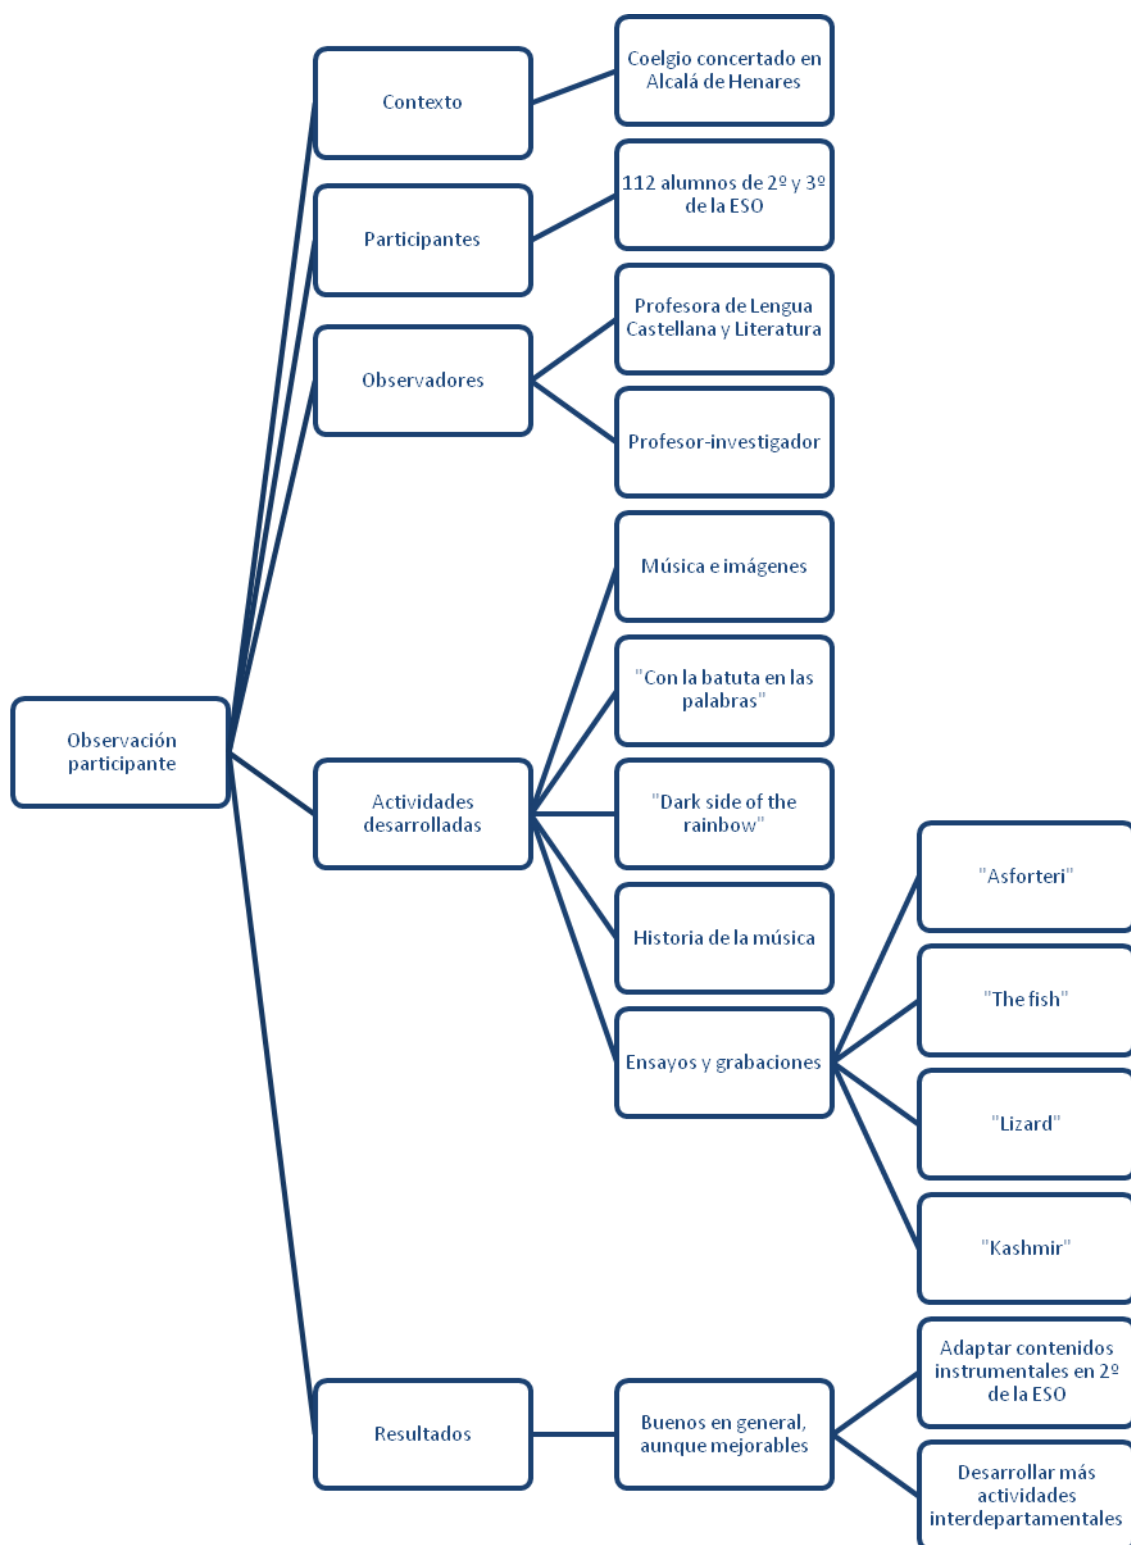 Observación
participante
Contexto
Coelgio concertado en
Alcalá de Henares
Participantes
112 alumnos de 2º y 3º
de la ESO
Observadores
Profesora de Lengua
Castellana y Literatura
Profesor-investigador
Actividades
desarrolladas
Música e imágenes
"Con la batuta en las
palabras"
"Dark side of the
rainbow"
Historia de la música
Ensayos y grabaciones
"Asforteri"
"The fish"
"Lizard"
"Kashmir"
Resultados
Buenos en general,
aunque mejorables
Adaptar contenidos
instrumentales en 2º
de la ESO
Desarrollar más
actividades
interdepartamentales